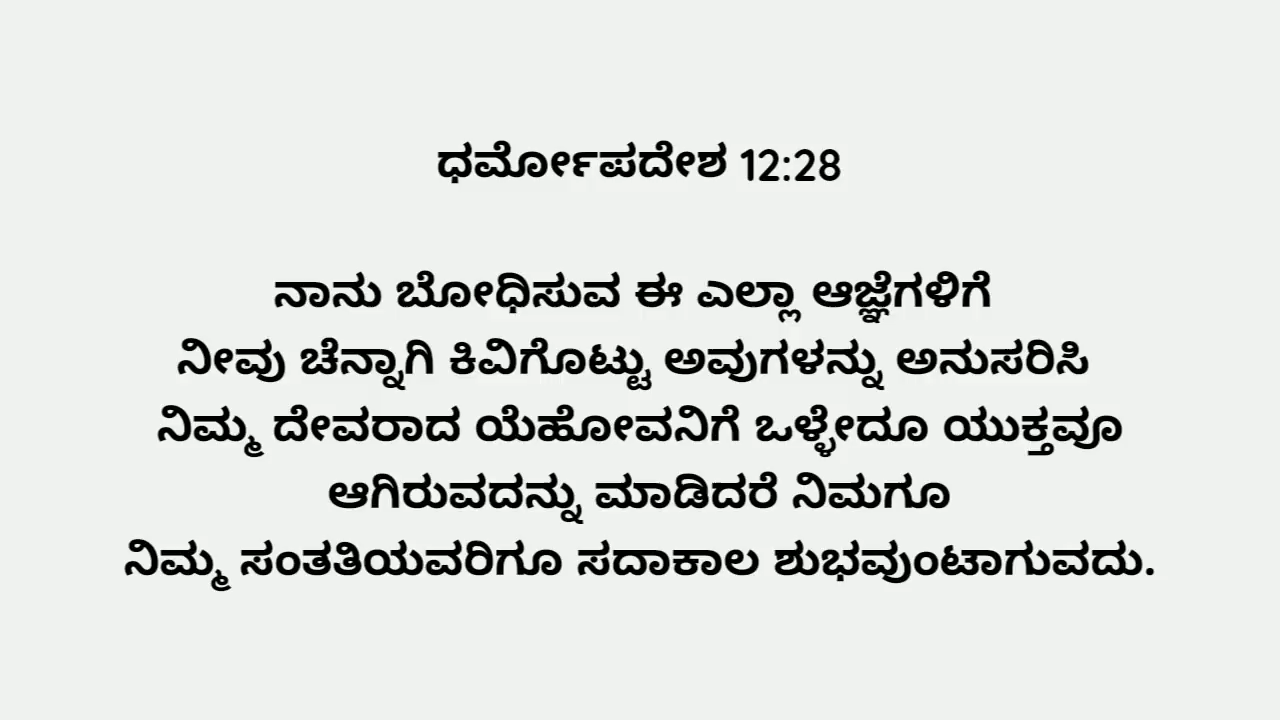 ಧರ್ಮೋಪದೇಶ 12:28
ನಾನು ಬೋಧಿಸುವ ಈ ಎಲ್ಲಾ ಆಜ್ಞೆಗಳಿಗೆ
ನೀವು ಚೆನ್ನಾಗಿ ಕಿವಿಗೊಟ್ಟು ಅವುಗಳನ್ನು ಅನುಸರಿಸಿ
ನಿಮ್ಮ ದೇವರಾದ ಯೆಹೋವನಿಗೆ ಒಳ್ಳೇದೂ ಯುಕ್ತವೂ
ಆಗಿರುವದನ್ನು ಮಾಡಿದರೆ ನಿಮಗೂ
ನಿಮ್ಮ ಸಂತತಿಯವರಿಗೂ ಸದಾಕಾಲ ಶುಭವುಂಟಾಗುವದು.